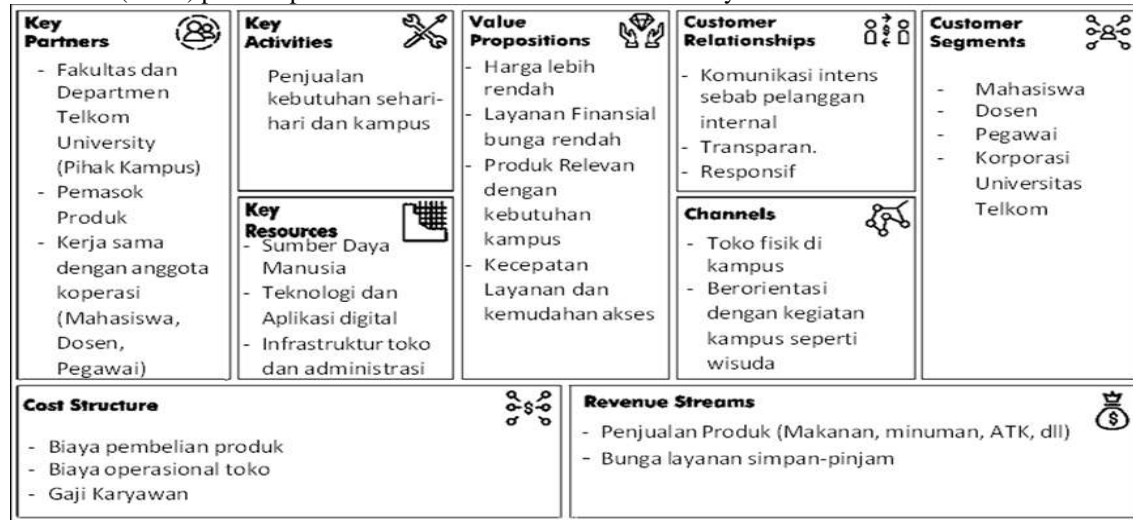 Key
Partners
- Fakultas dan
Departmen
Telkom
University
(Pihak Kampus)
- Pemasok
Produk
- Kerja sama
dengan anggota
koperasi
(Mahasiswa,
Dosen,
Pegawai)
Key
Activities
Penjualan
kebutuhan sehari-
hari dan kampus
Key
Resources
- Sumber Daya
Manusia
- Teknologi dan
Aplikasi digital
- Infrastruktur toko
dan administrasi
Value
Propositions
- Harga lebih
rendah
- Layanan Finansial
bunga rendah
- Produk Relevan
dengan
kebutuhan
kampus
- Kecepatan
Layanan dan
kemudahan akses
Customer
Relationships
- Komunikasi intens
sebab pelanggan
internal
- Transparan.
- Responsif
Channels
- Toko fisik di
kampus
- Berorientasi
dengan kegiatan
kampus seperti
wisuda
Customer
Segments
- Mahasiswa
- Dosen
- Pegawai
- Korporasi
Universitas
Telkom
Cost Structure
- Biaya pembelian produk
- Biaya operasional toko
- Gaji Karyawan
Revenue Streams
- Penjualan Produk (Makanan, minuman, ATK, dll)
- Bunga layanan simpan-pinjam